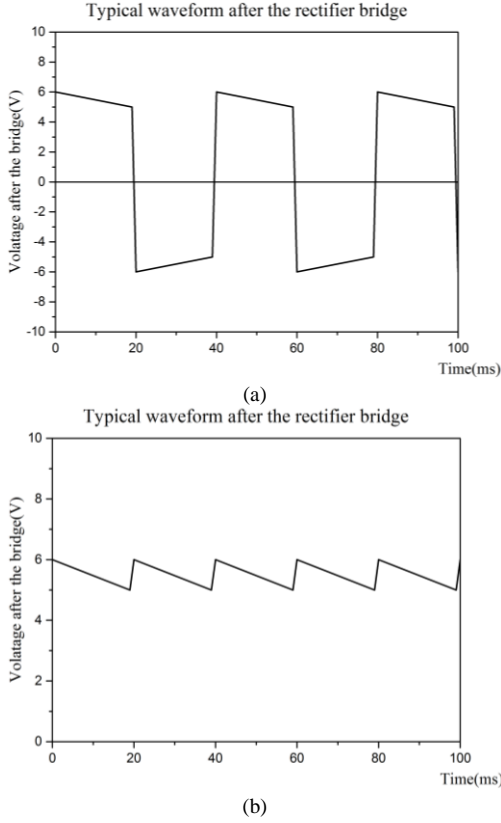 Typical waveform after the rectifier bridge
10
8
6
4
2
0
-2
-4
-6
-8
-10
Volatage after the bridge(V)
0 20 40 60 80 100
Time(ms)
(a)
Typical waveform after the rectifier bridge
10
8
6
4
2
0
Volatage after the bridge(V)
0 20 40 60 80 100
Time(ms)
(b)